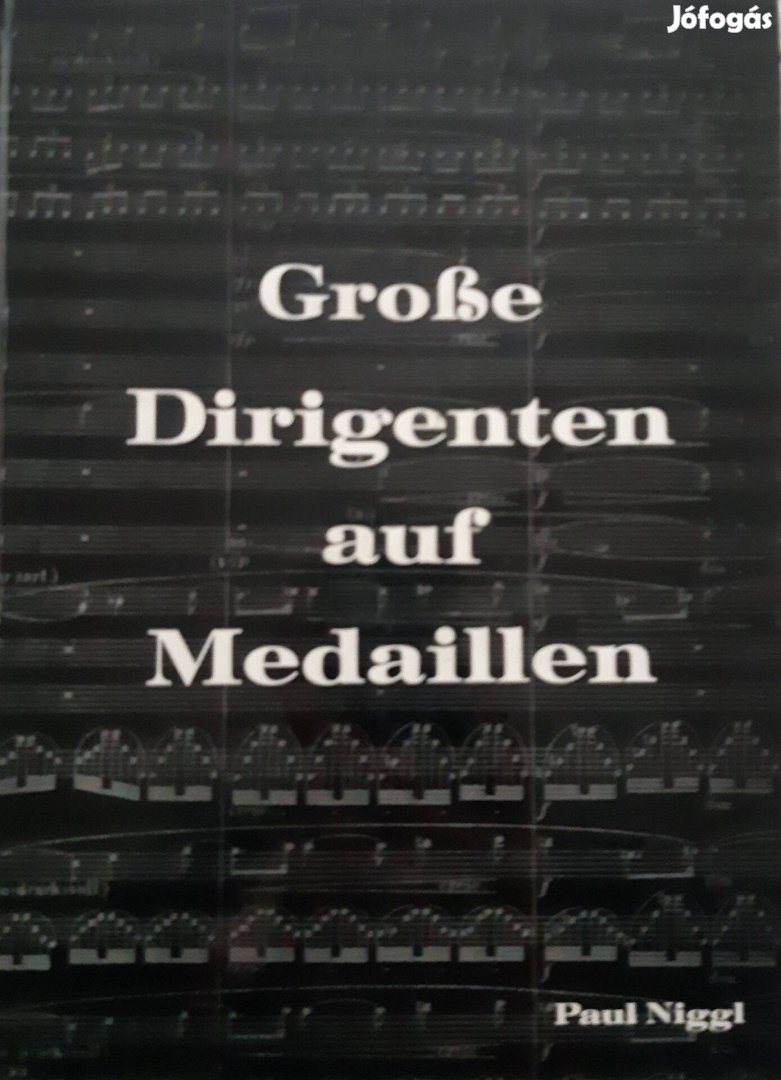 Jófogás
Große
Dirigenten
auf
Medaillen
Paul Niggl